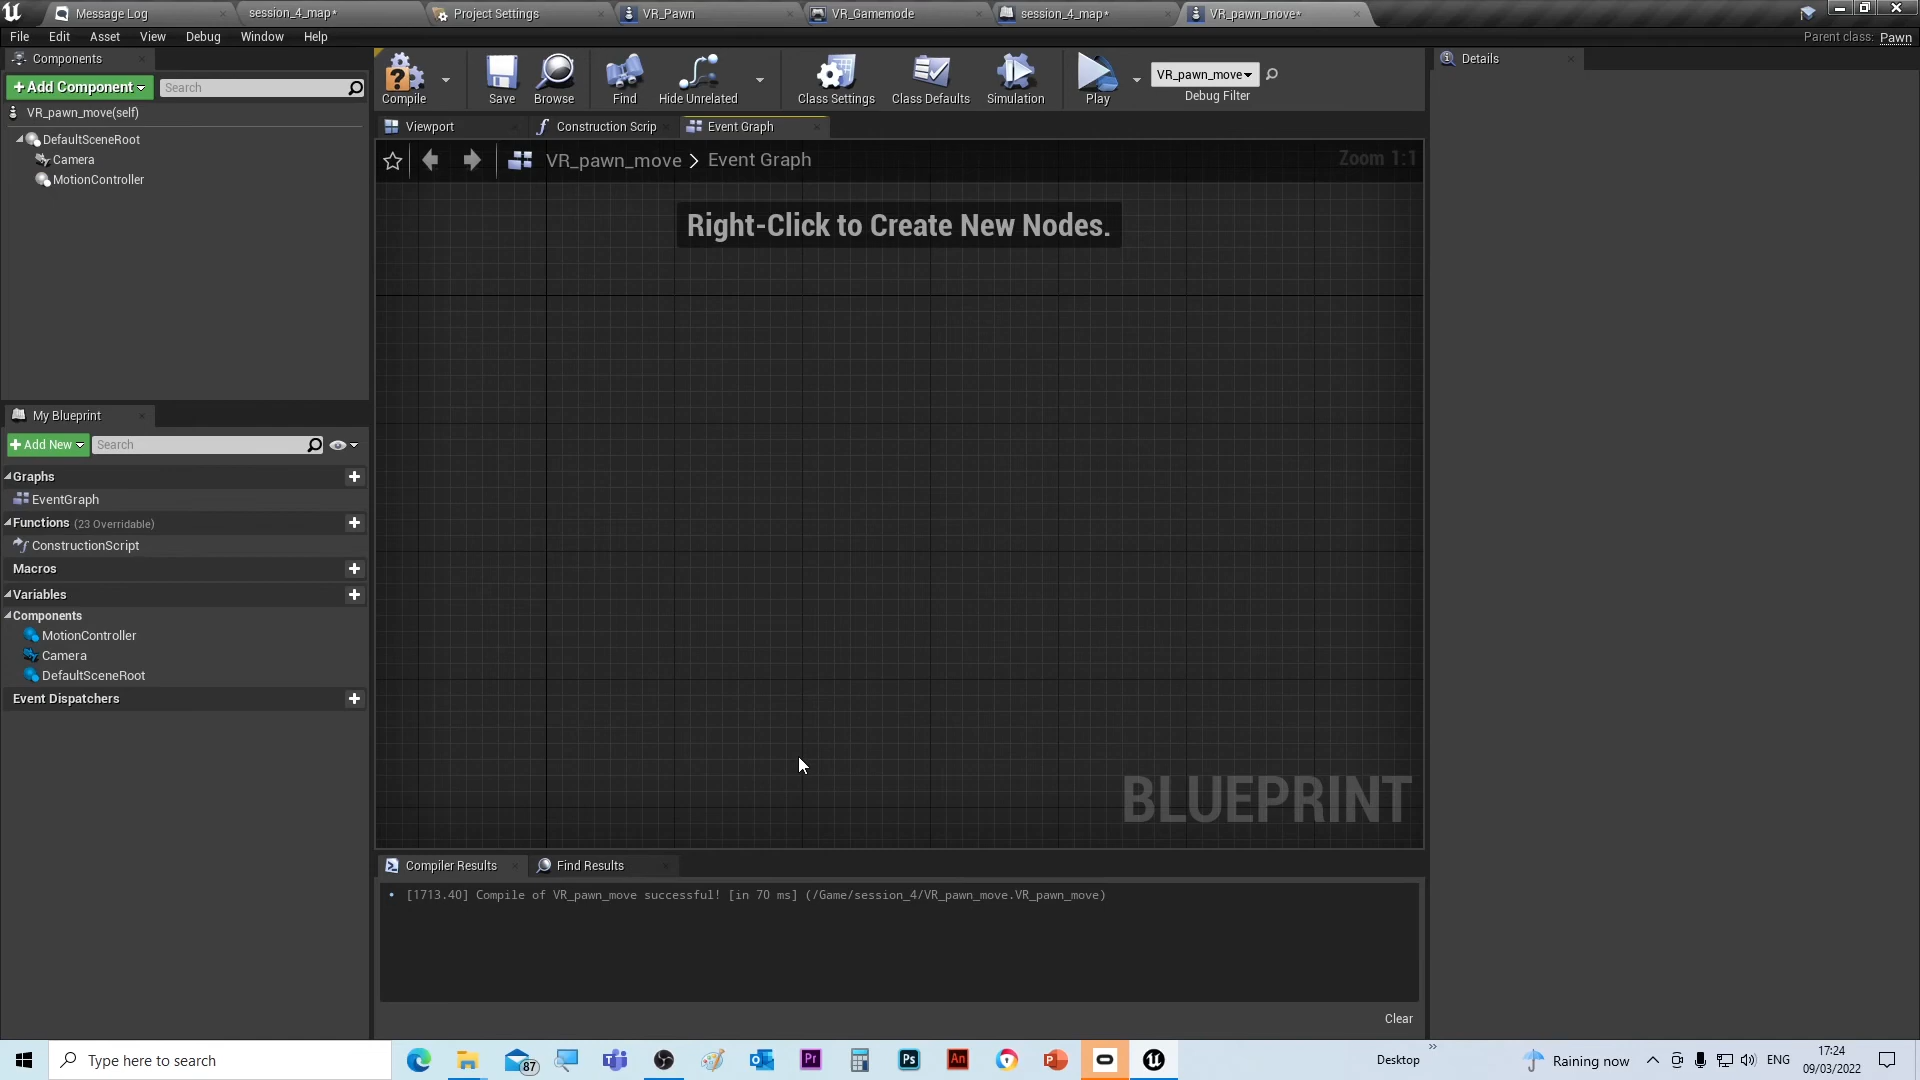 Message Log
session_4_map*
Project Settings
VR_Pawn
VR_Gamemode
session_4_map*
VR_pawn_move*
File Edit Asset View Debug Window Help
Parent class: Pawn
Components
+Add Component
Search
VR_pawn_move(self)
DefaultSceneRoot
Camera
MotionController
Compile
Save
Browse
Find
Hide Unrelated
Class Settings
Class Defaults
Simulation
Play
VR_pawn_move
Debug Filter
Details
Viewport
Construction Scrip
Event Graph
VR_pawn_move > Event Graph
Zoom 1:1
Right-Click to Create New Nodes.
BLUEPRINT
My Blueprint
+Add New
Search
Graphs
EventGraph
Functions (23 Overridable)
ConstructionScript
Macros
Variables
Components
MotionController
Camera
DefaultSceneRoot
Event Dispatchers
Compiler Results
Find Results
• [1713.40] Compile of VR_pawn_move successful! [in 70 ms] (/Game/session_4/VR_pawn_move.VR_pawn_move)
Clear
Type here to search
87
Pr
Ps
An
Desktop
Raining now
ENG
17:24
09/03/2022